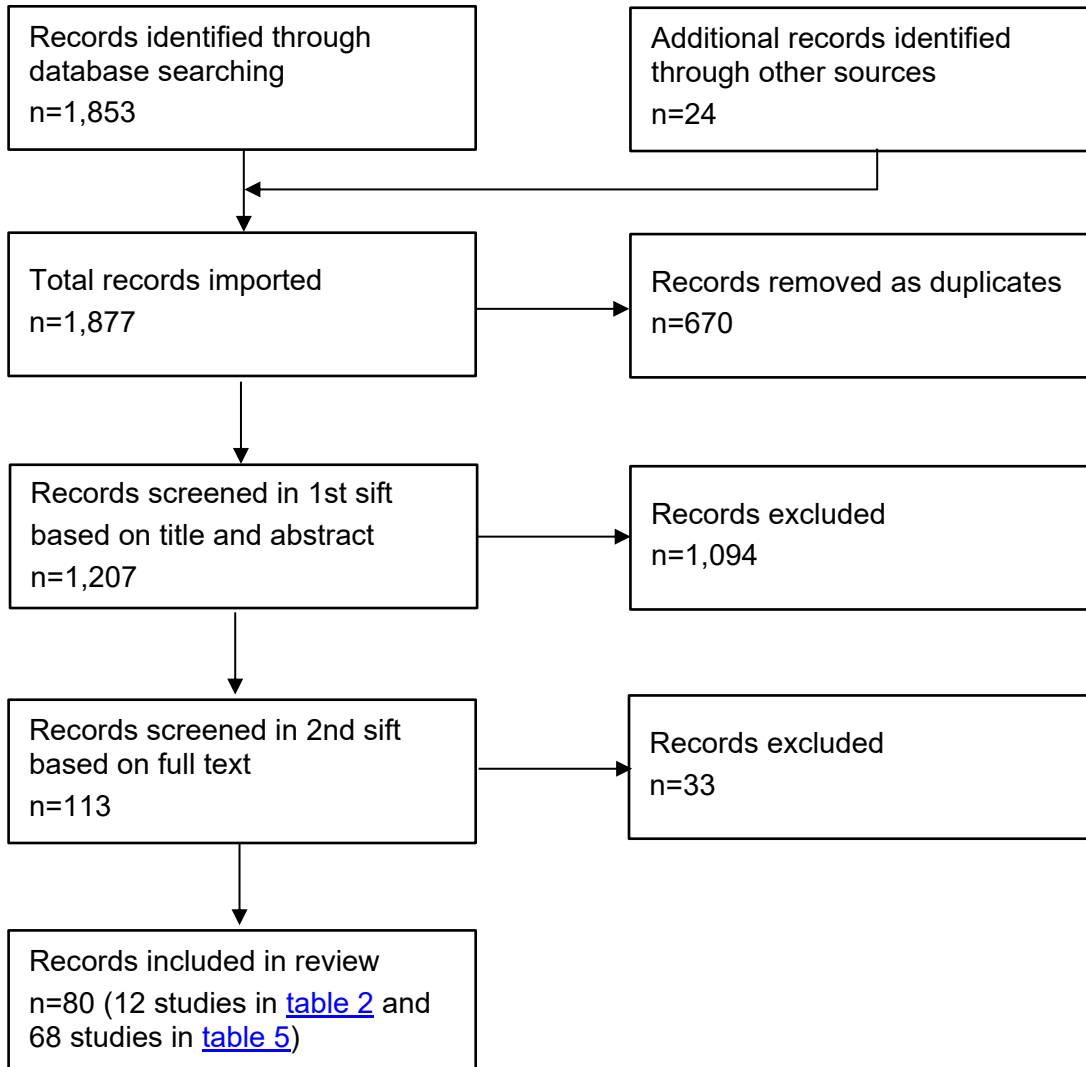 Records identified through
database searching
n=1,853
Additional records identified
through other sources
n=24
Total records imported
n=1,877
Records removed as duplicates
n=670
Records screened in 1st sift
based on title and abstract
n=1,207
Records excluded
n=1,094
Records screened in 2nd sift
based on full text
n=113
Records excluded
n=33
Records included in review
n=80 (12 studies in table 2 and
68 studies in table 5)